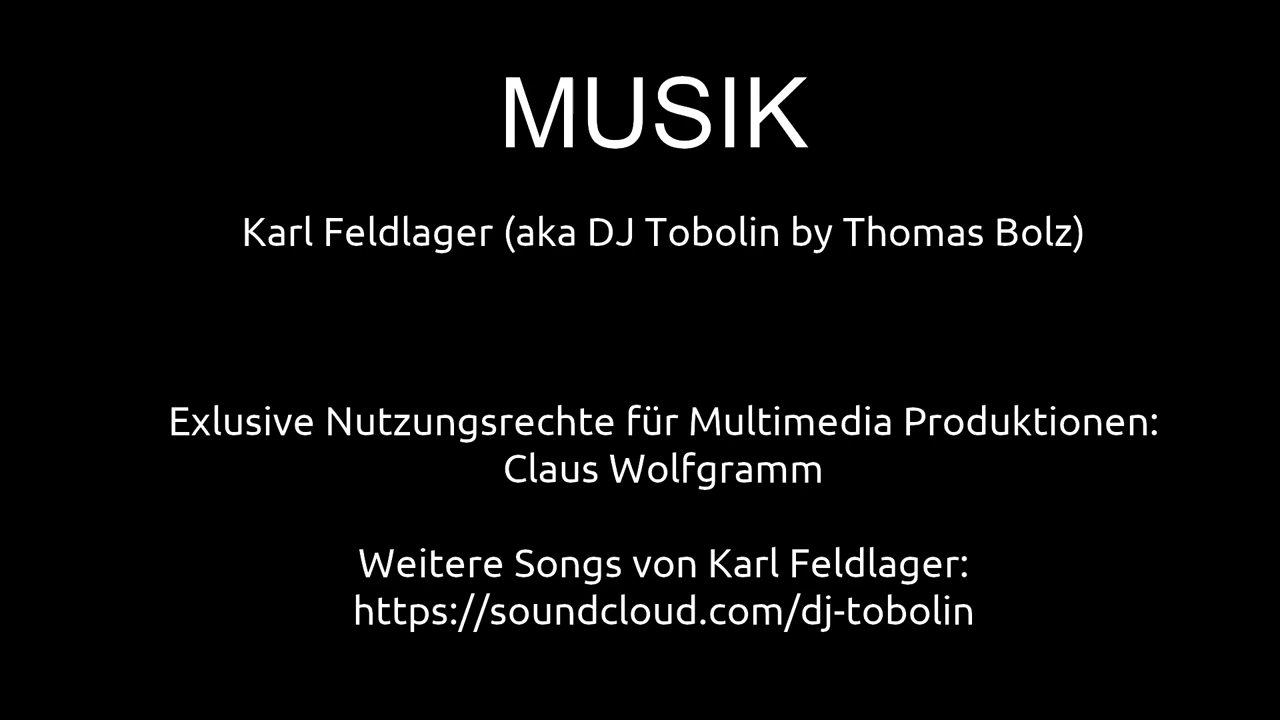 MUSIK
Karl Feldlager (aka DJ Tobolin by Thomas Bolz)
Exlusive Nutzungsrechte für Multimedia Produktionen:
Claus Wolfgramm
Weitere Songs von Karl Feldlager:
https://soundcloud.com/dj-tobolin